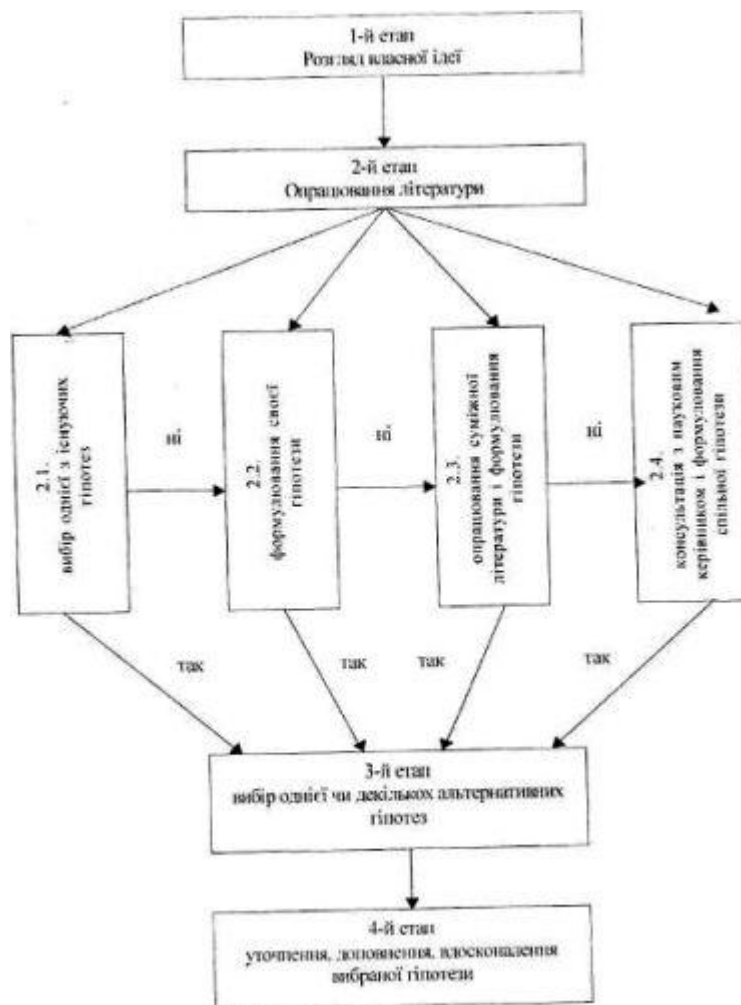 1-й етап
Розгляд власної ідеї
2-й етап
Опрацювання літератури
2.1.
вибір однієї з існуючих
гіпотез
ні
2.2.
формулювання своєї
гіпотези
ні
2.3.
опрацювання суміжної
літератури і формулювання
гіпотези
ні
2.4.
консультація з науковим
керівником і формулювання
спільної гіпотези
так
так
так
так
3-й етап
вибір однієї чи декількох альтернативних
гіпотез
4-й етап
уточнення, доповнення, вдосконалення
вибраної гіпотези